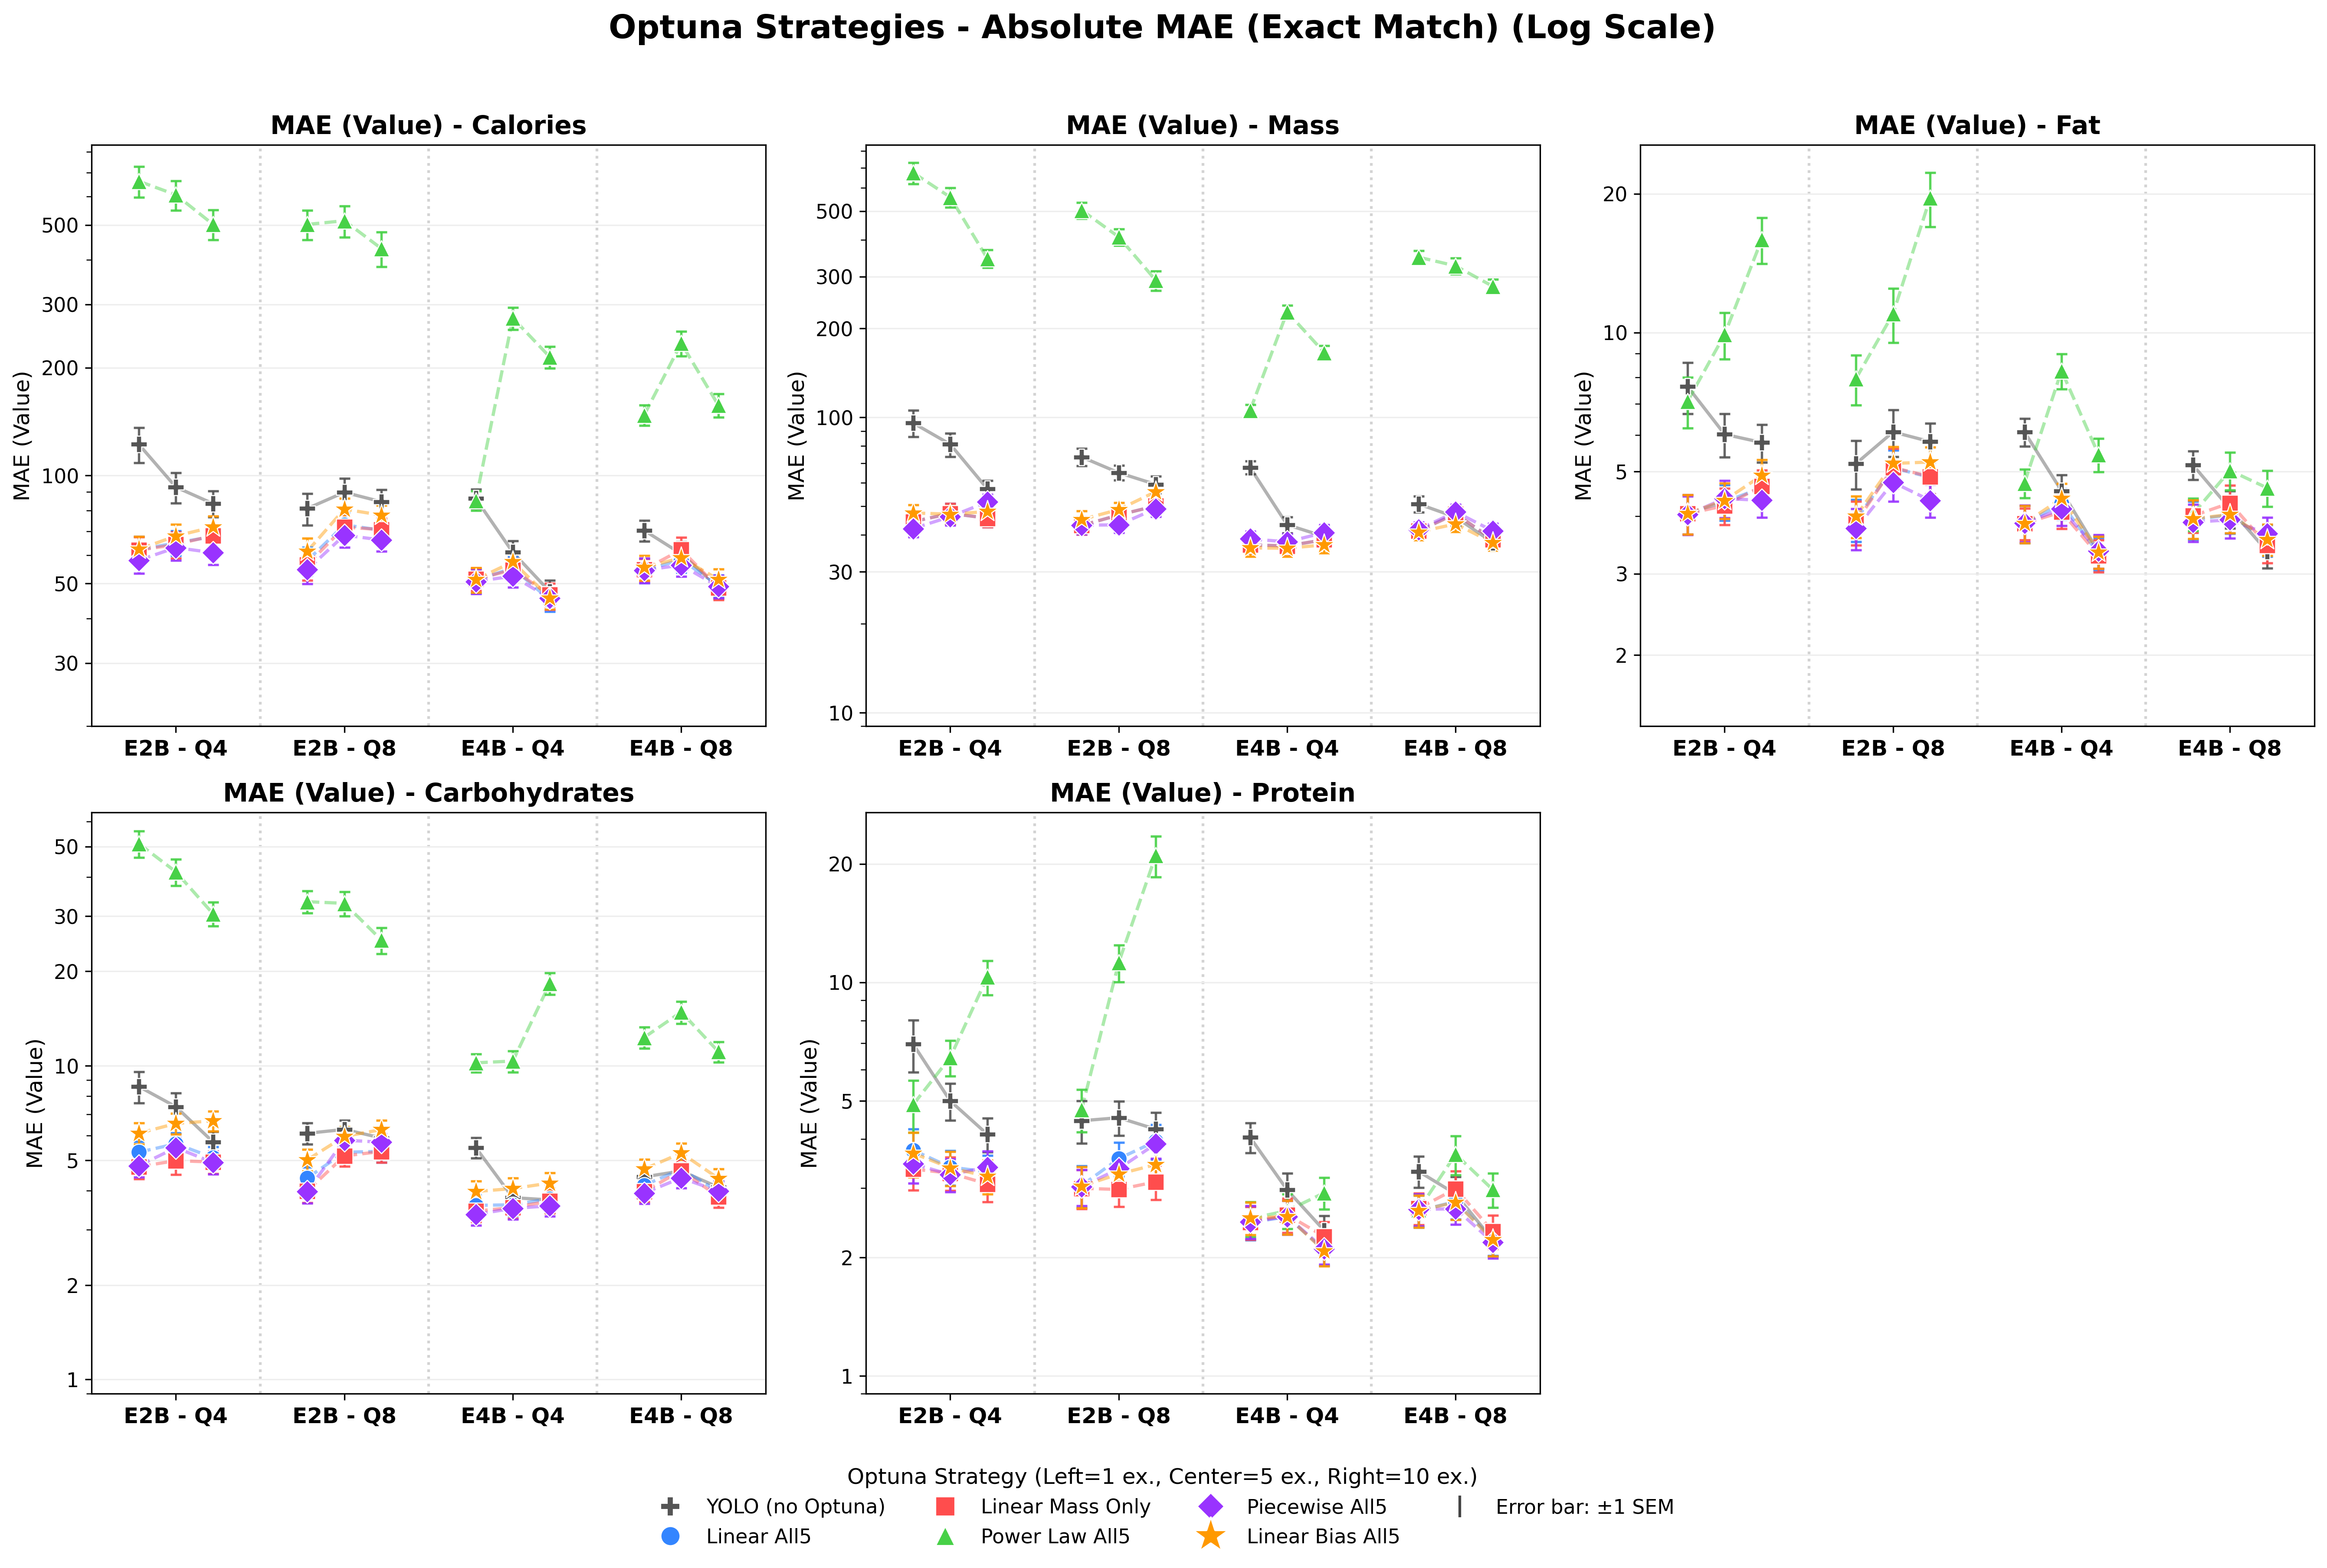 Optuna Strategies - Absolute MAE (Exact Match) (Log Scale)
MAE (Value) - Calories
MAE (Value)
500
300
200
100
50
30
E2B - Q4
E2B - Q8
E4B - Q4
E4B - Q8
MAE (Value) - Mass
MAE (Value)
500
300
200
100
30
10
E2B - Q4
E2B - Q8
E4B - Q4
E4B - Q8
MAE (Value) - Fat
MAE (Value)
20
10
5
3
2
E2B - Q4
E2B - Q8
E4B - Q4
E4B - Q8
MAE (Value) - Carbohydrates
MAE (Value)
50
30
20
10
5
2
1
E2B - Q4
E2B - Q8
E4B - Q4
E4B - Q8
MAE (Value) - Protein
MAE (Value)
20
10
5
2
1
E2B - Q4
E2B - Q8
E4B - Q4
E4B - Q8
Optuna Strategy (Left=1 ex., Center=5 ex., Right=10 ex.)
YOLO (no Optuna)
Linear All5
Linear Mass Only
Power Law All5
Piecewise All5
Linear Bias All5
Error bar: ±1 SEM